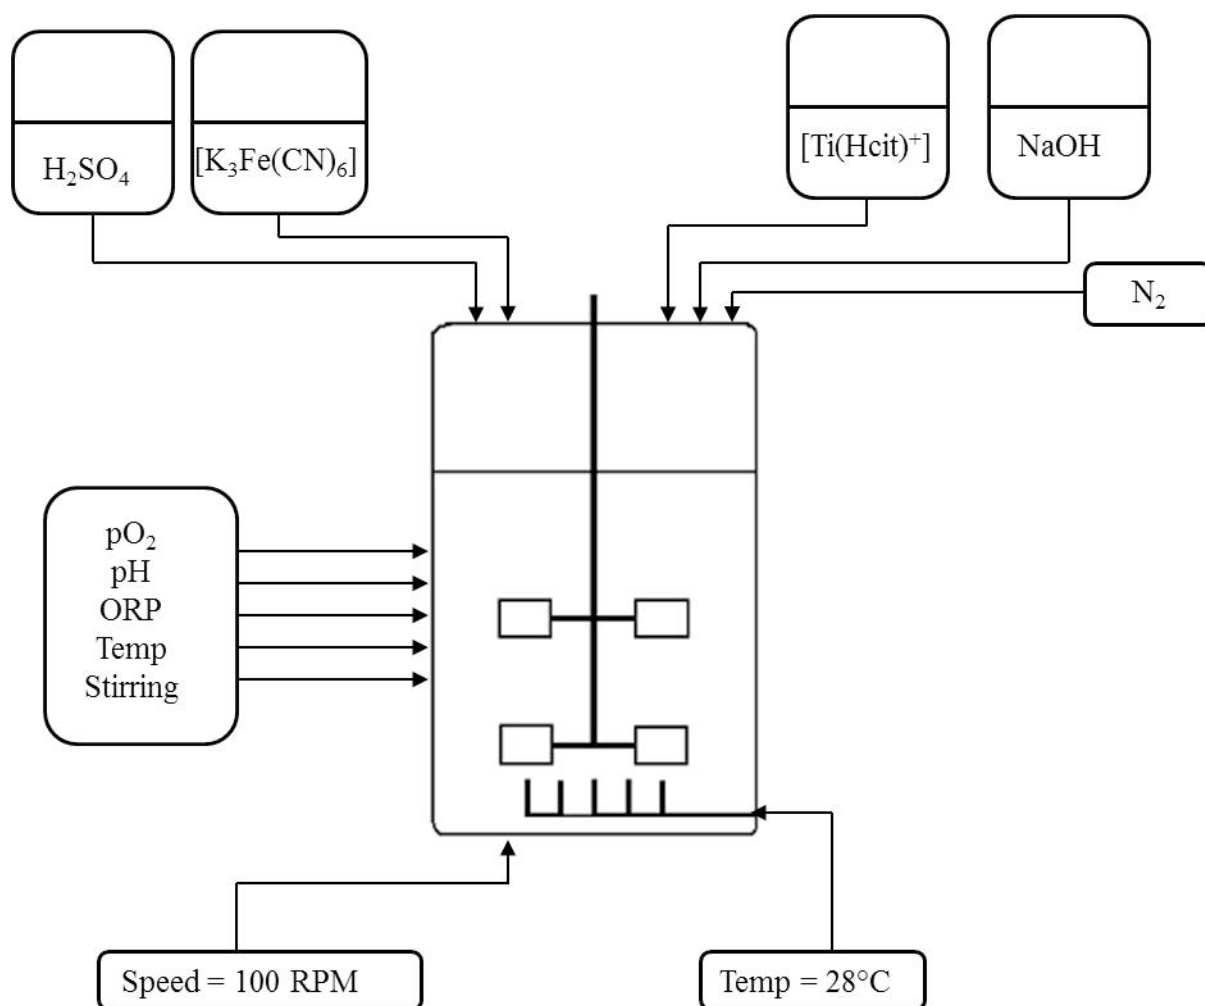 H₂SO₄
[K₃Fe(CN)₆]
[Ti(Hcit)⁺]
NaOH
N₂
pO₂
pH
ORP
Temp
Stirring
Speed = 100 RPM
Temp = 28°C